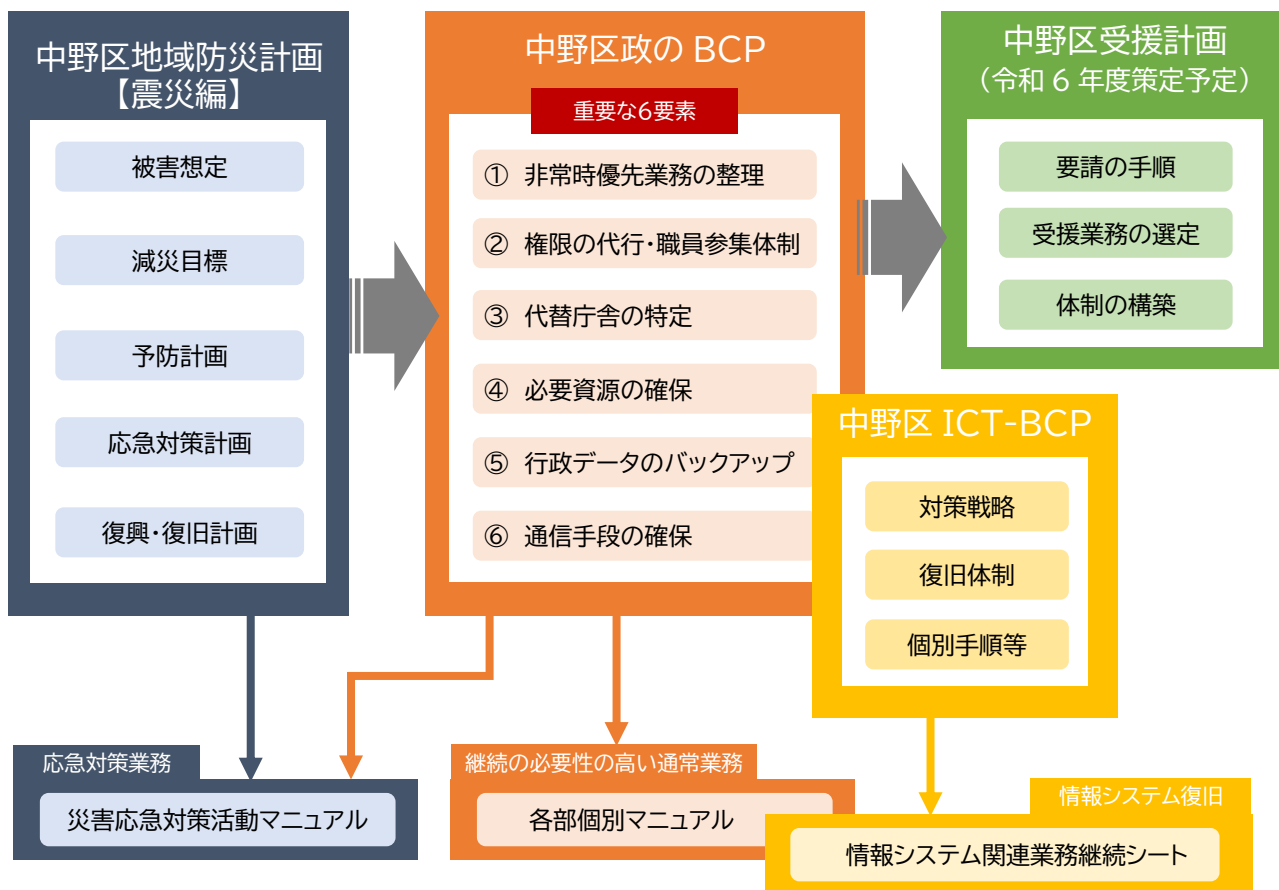 中野区地域防災計画
【震災編】
被害想定
減災目標
予防計画
応急対策計画
復興・復旧計画
中野区政の BCP
重要な6要素
① 非常時優先業務の整理
② 権限の代行・職員参集体制
③ 代替庁舎の特定
④ 必要資源の確保
⑤ 行政データのバックアップ
⑥ 通信手段の確保
中野区受援計画
（令和 6 年度策定予定）
要請の手順
受援業務の選定
体制の構築
中野区 ICT-BCP
対策戦略
復旧体制
個別手順等
応急対策業務
災害応急対策活動マニュアル
継続の必要性の高い通常業務
各部個別マニュアル
情報システム復旧
情報システム関連業務継続シート